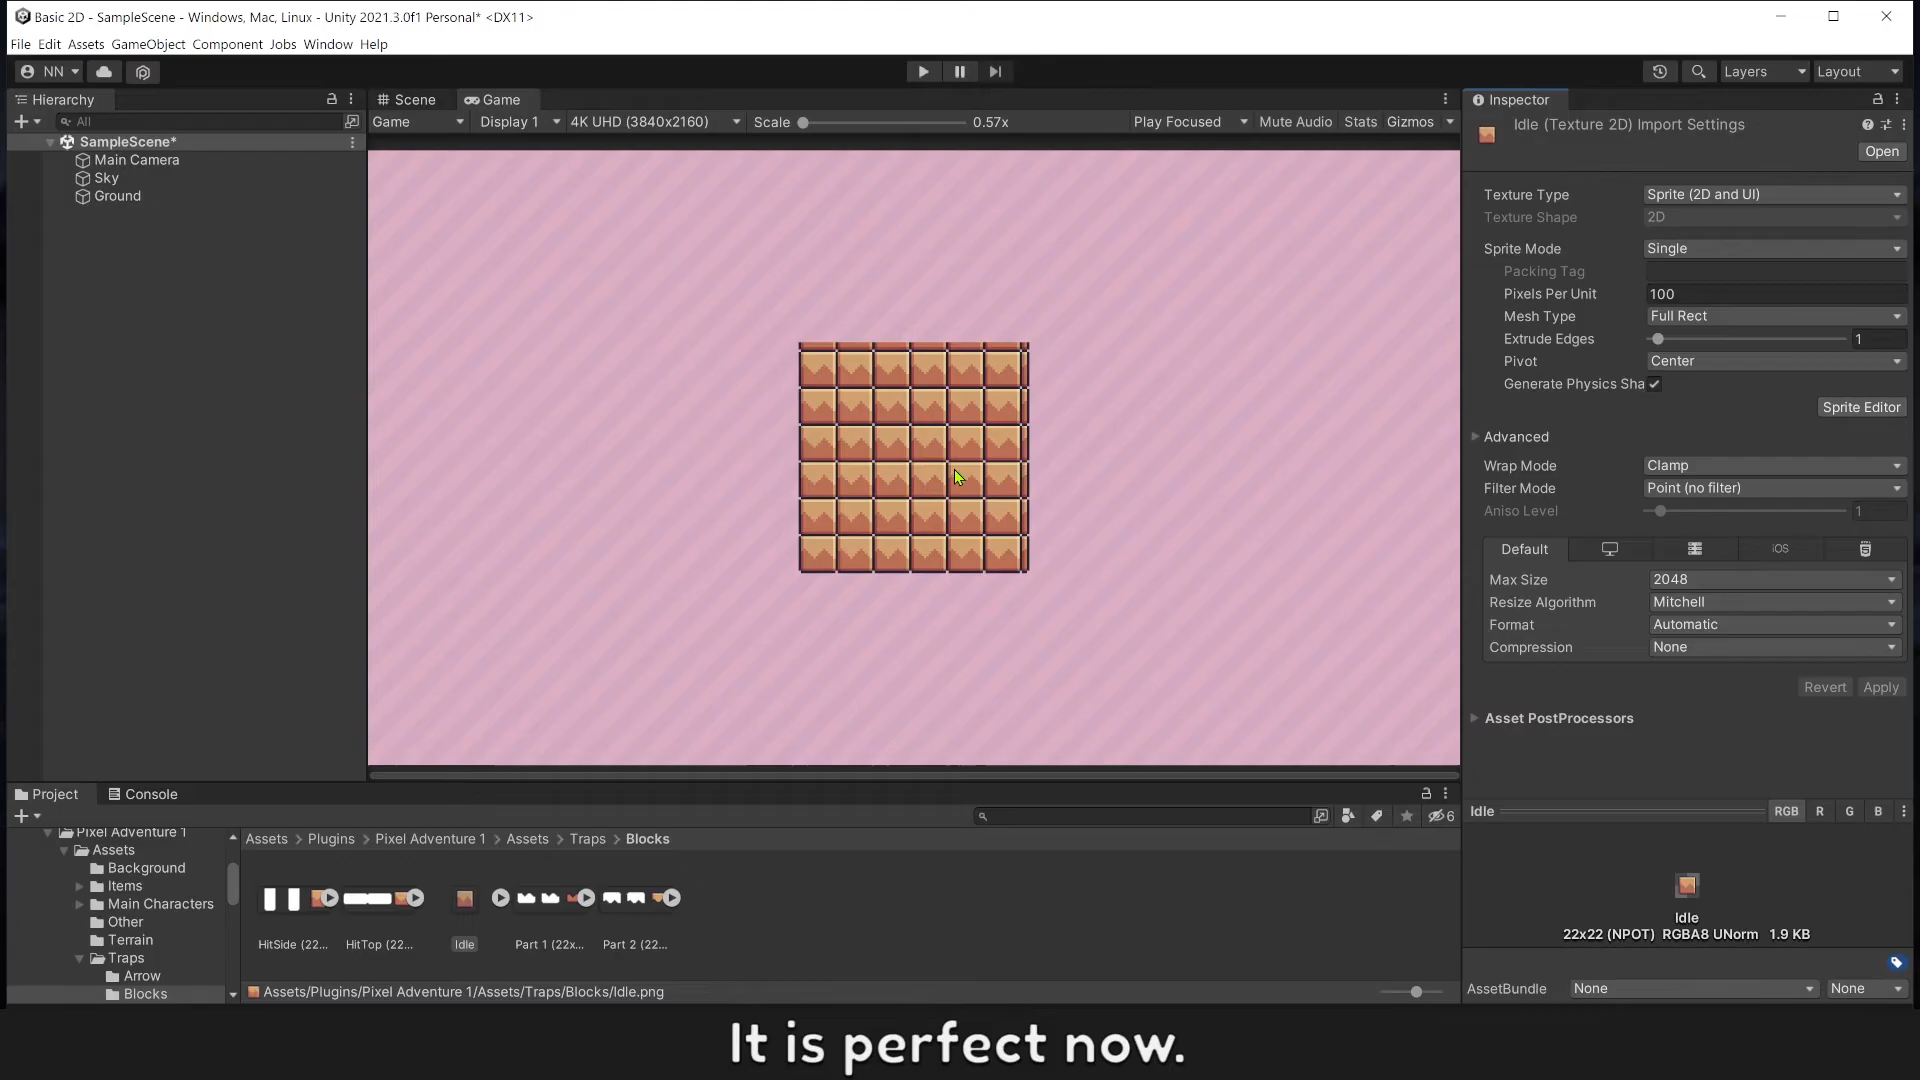 Basic 2D - SampleScene - Windows, Mac, Linux - Unity 2021.3.0f1 Personal* <DX11>
File Edit Assets GameObject Component Jobs Window Help
NN
Layers
Layout
Hierarchy
All
SampleScene*
Main Camera
Sky
Ground
Scene
Game
Game
Display 1
4K UHD (3840x2160)
Scale
0.57x
Play Focused
Mute Audio
Stats
Gizmos
Inspector
Idle (Texture 2D) Import Settings
Open
Texture Type
Sprite (2D and UI)
Texture Shape
2D
Sprite Mode
Single
Packing Tag
Pixels Per Unit
100
Mesh Type
Full Rect
Extrude Edges
1
Pivot
Center
Generate Physics Sha
Sprite Editor
Advanced
Wrap Mode
Clamp
Filter Mode
Point (no filter)
Aniso Level
1
Default
iOS
Max Size
2048
Resize Algorithm
Mitchell
Format
Automatic
Compression
None
Revert
Apply
Asset PostProcessors
Project
Console
6
Pixel Adventure 1
Assets
Background
Items
Main Characters
Other
Terrain
Traps
Arrow
Blocks
Assets > Plugins > Pixel Adventure 1 > Assets > Traps > Blocks
HitSide (22...
HitTop (22...
Idle
Part 1 (22x...
Part 2 (22...
Assets/Plugins/Pixel Adventure 1/Assets/Traps/Blocks/Idle.png
Idle
RGB
R
G
B
Idle
22x22 (NPOT) RGBA8 UNorm 1.9 KB
AssetBundle
None
None
It is perfect now.